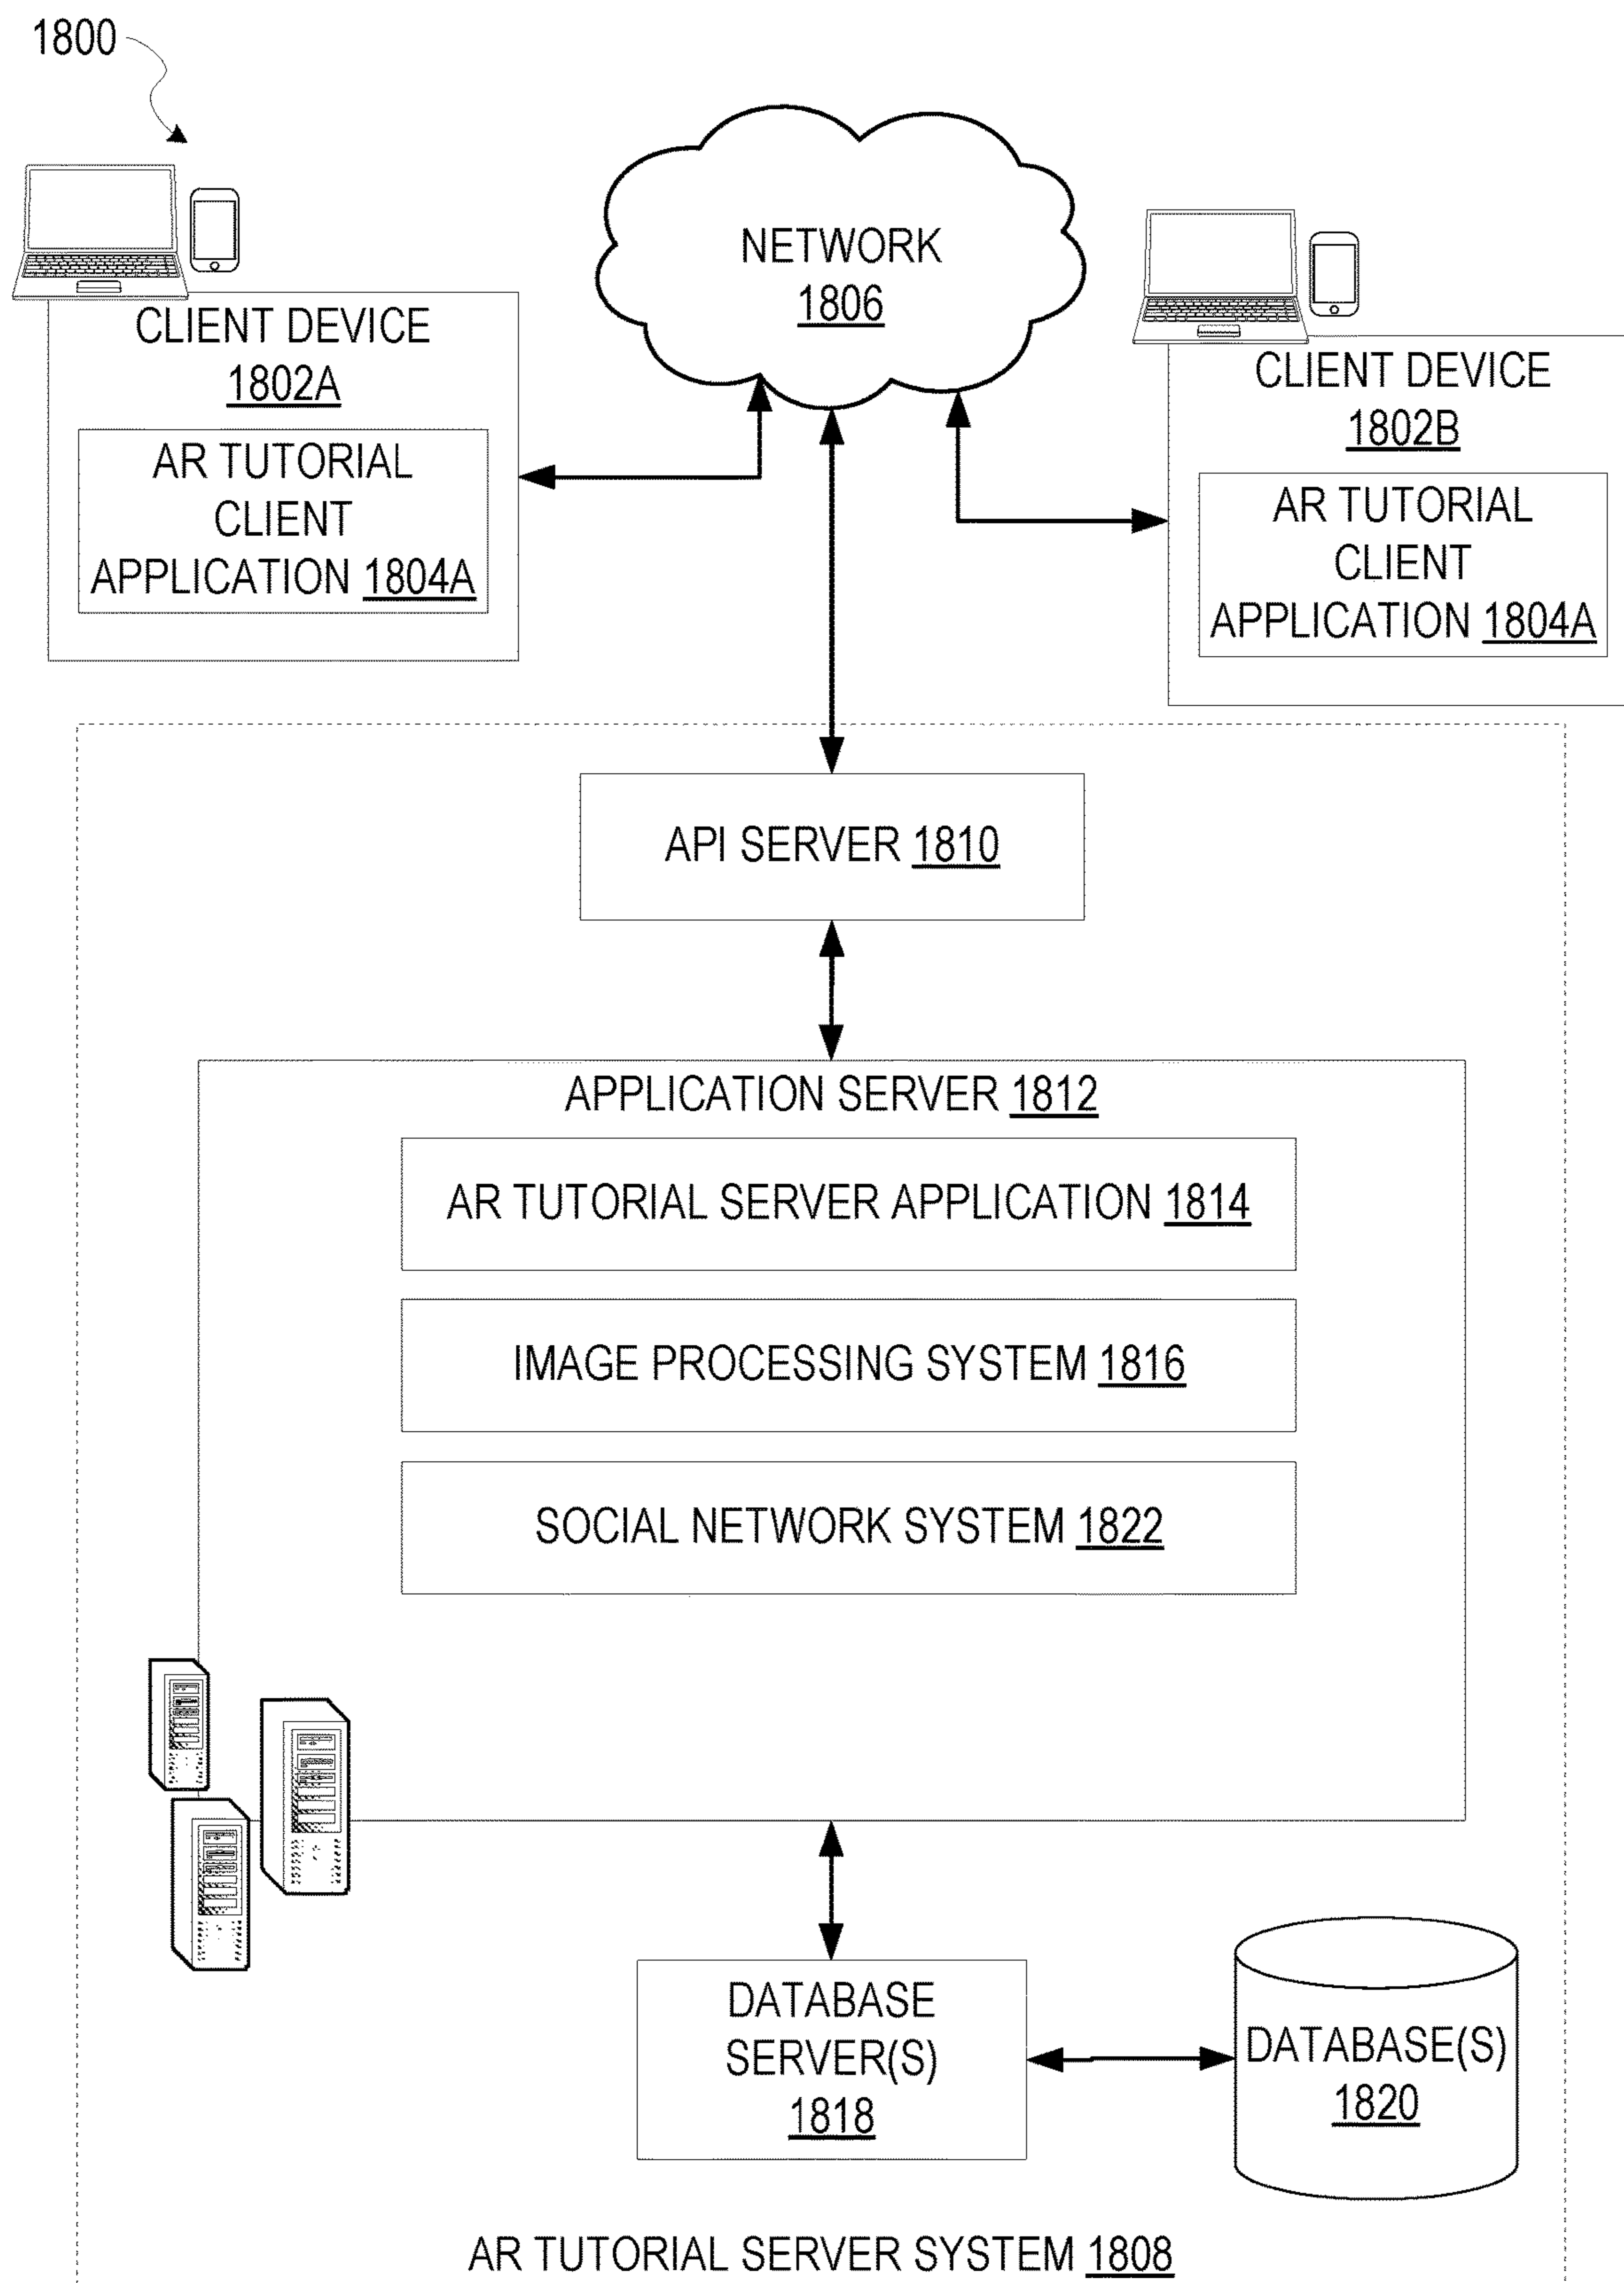 1800
NETWORK
1806
CLIENT DEVICE
1802A
AR TUTORIAL
CLIENT
APPLICATION 1804A
CLIENT DEVICE
1802B
AR TUTORIAL
CLIENT
APPLICATION 1804A
API SERVER 1810
APPLICATION SERVER 1812
AR TUTORIAL SERVER APPLICATION 1814
IMAGE PROCESSING SYSTEM 1816
SOCIAL NETWORK SYSTEM 1822
DATABASE
SERVER(S)
1818
DATABASE(S)
1820
AR TUTORIAL SERVER SYSTEM 1808